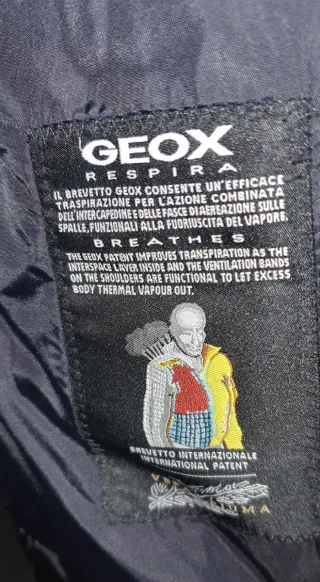 GEOX
RESPIRA
IL BREVETTO GEOX CONSENTE UN'EFFICACE
TRASPIRAZIONE PER L'AZIONE COMBINATA
DELL'INTERCAPEDINE E DELLE FASCE DI AEREAZIONE SULLE
SPALLE, FUNZIONALI ALLA FUORIUSCITA DEL VAPORE.
BREATHES
THE GEOX PATENT IMPROVES TRANSPIRATION AS THE
INTERSPACE LAYER INSIDE AND THE VENTILATION BANDS
ON THE SHOULDERS ARE FUNCTIONAL TO LET EXCESS
BODY THERMAL VAPOUR OUT.
BREVETTO INTERNAZIONALE
INTERNATIONAL PATENT